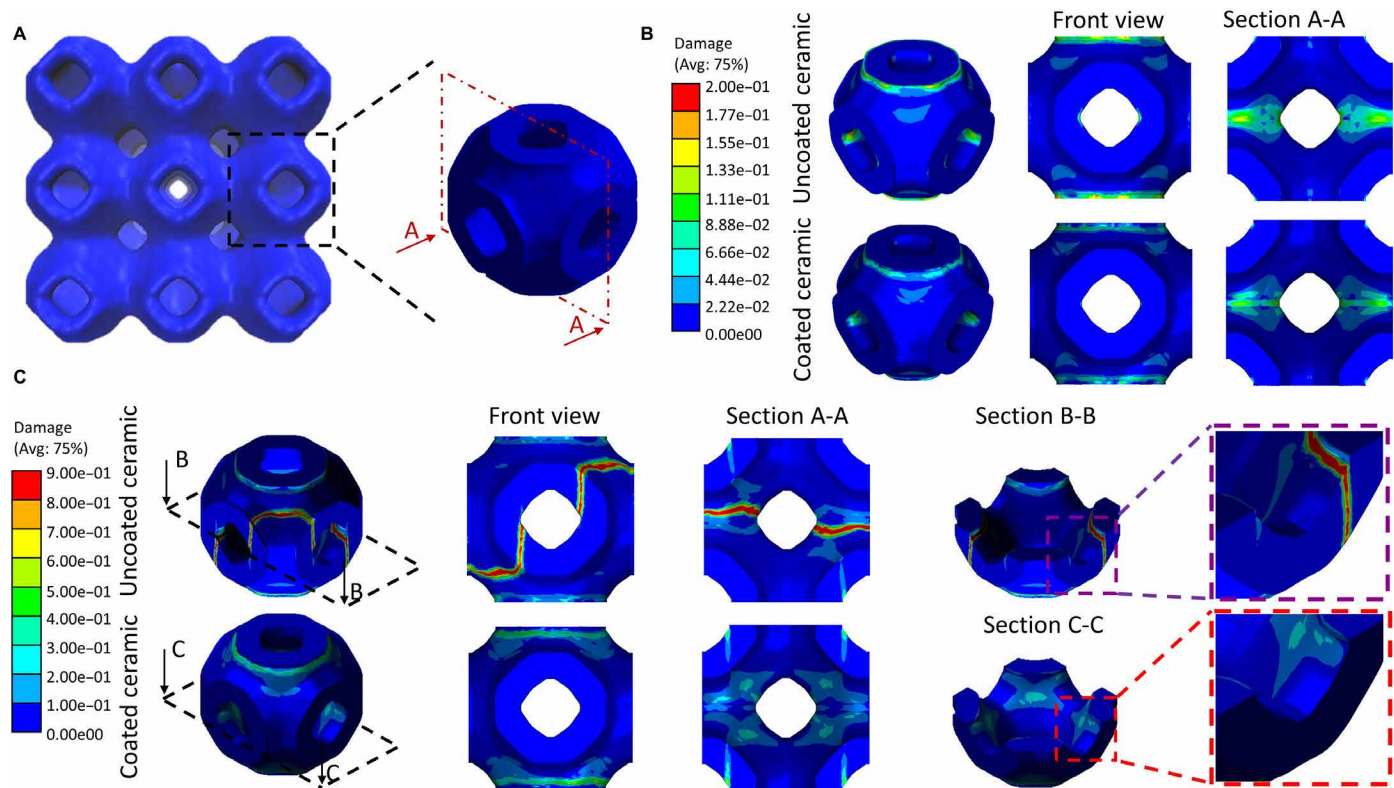 A
A
A
B
Damage
(Avg: 75%)
2.00e−01
1.77e−01
1.55e−01
1.33e−01
1.11e−01
8.88e−02
6.66e−02
4.44e−02
2.22e−02
0.00e00
Uncoated ceramic
Coated ceramic
Front view
Section A-A
C
Damage
(Avg: 75%)
9.00e−01
8.00e−01
7.00e−01
6.00e−01
5.00e−01
4.00e−01
3.00e−01
2.00e−01
1.00e−01
0.00e00
Uncoated ceramic
Coated ceramic
B
B
C
C
Front view
Section A-A
Section B-B
Section C-C